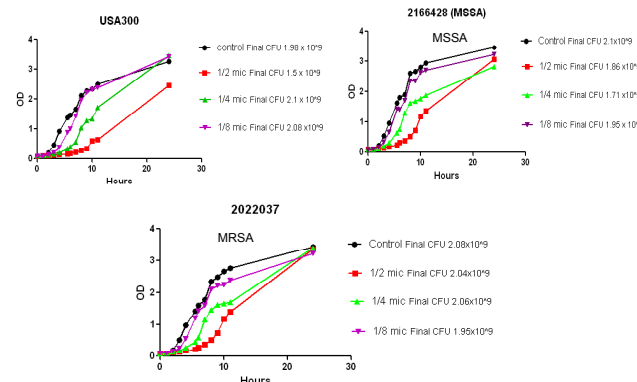 USA300
OD
4
3
2
1
0
0
10
20
30
Hours
control Final CFU 1.98 x 10^9
1/2 mic Final CFU 1.5 x 10^9
1/4 mic Final CFU 2.1 x 10^9
1/8 mic Final CFU 2.08 x10^9
2166428 (MSSA)
MSSA
OD
4
3
2
1
0
0
10
20
30
Hours
Control Final CFU 2.1x10^9
1/2 mic Final CFU 1.86 x10^
1/4 mic Final CFU 1.71 x10^
1/8 mic Final CFU 1.95 x10^
2022037
MRSA
OD
4
3
2
1
0
0
10
20
30
Hours
Control Final CFU 2.08x10^9
1/2 mic Final CFU 2.04x10^9
1/4 mic Final CFU 2.06x10^9
1/8 mic Final CFU 1.95x10^9